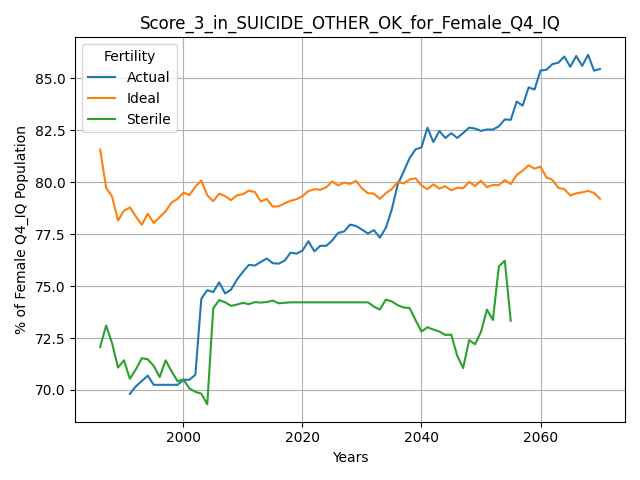 Score_3_in_SUICIDE_OTHER_OK_for_Female_Q4_IQ
Fertility
Actual
Ideal
Sterile
% of Female Q4_IQ Population
85.0
82.5
80.0
77.5
75.0
72.5
70.0
2000
2020
2040
2060
Years